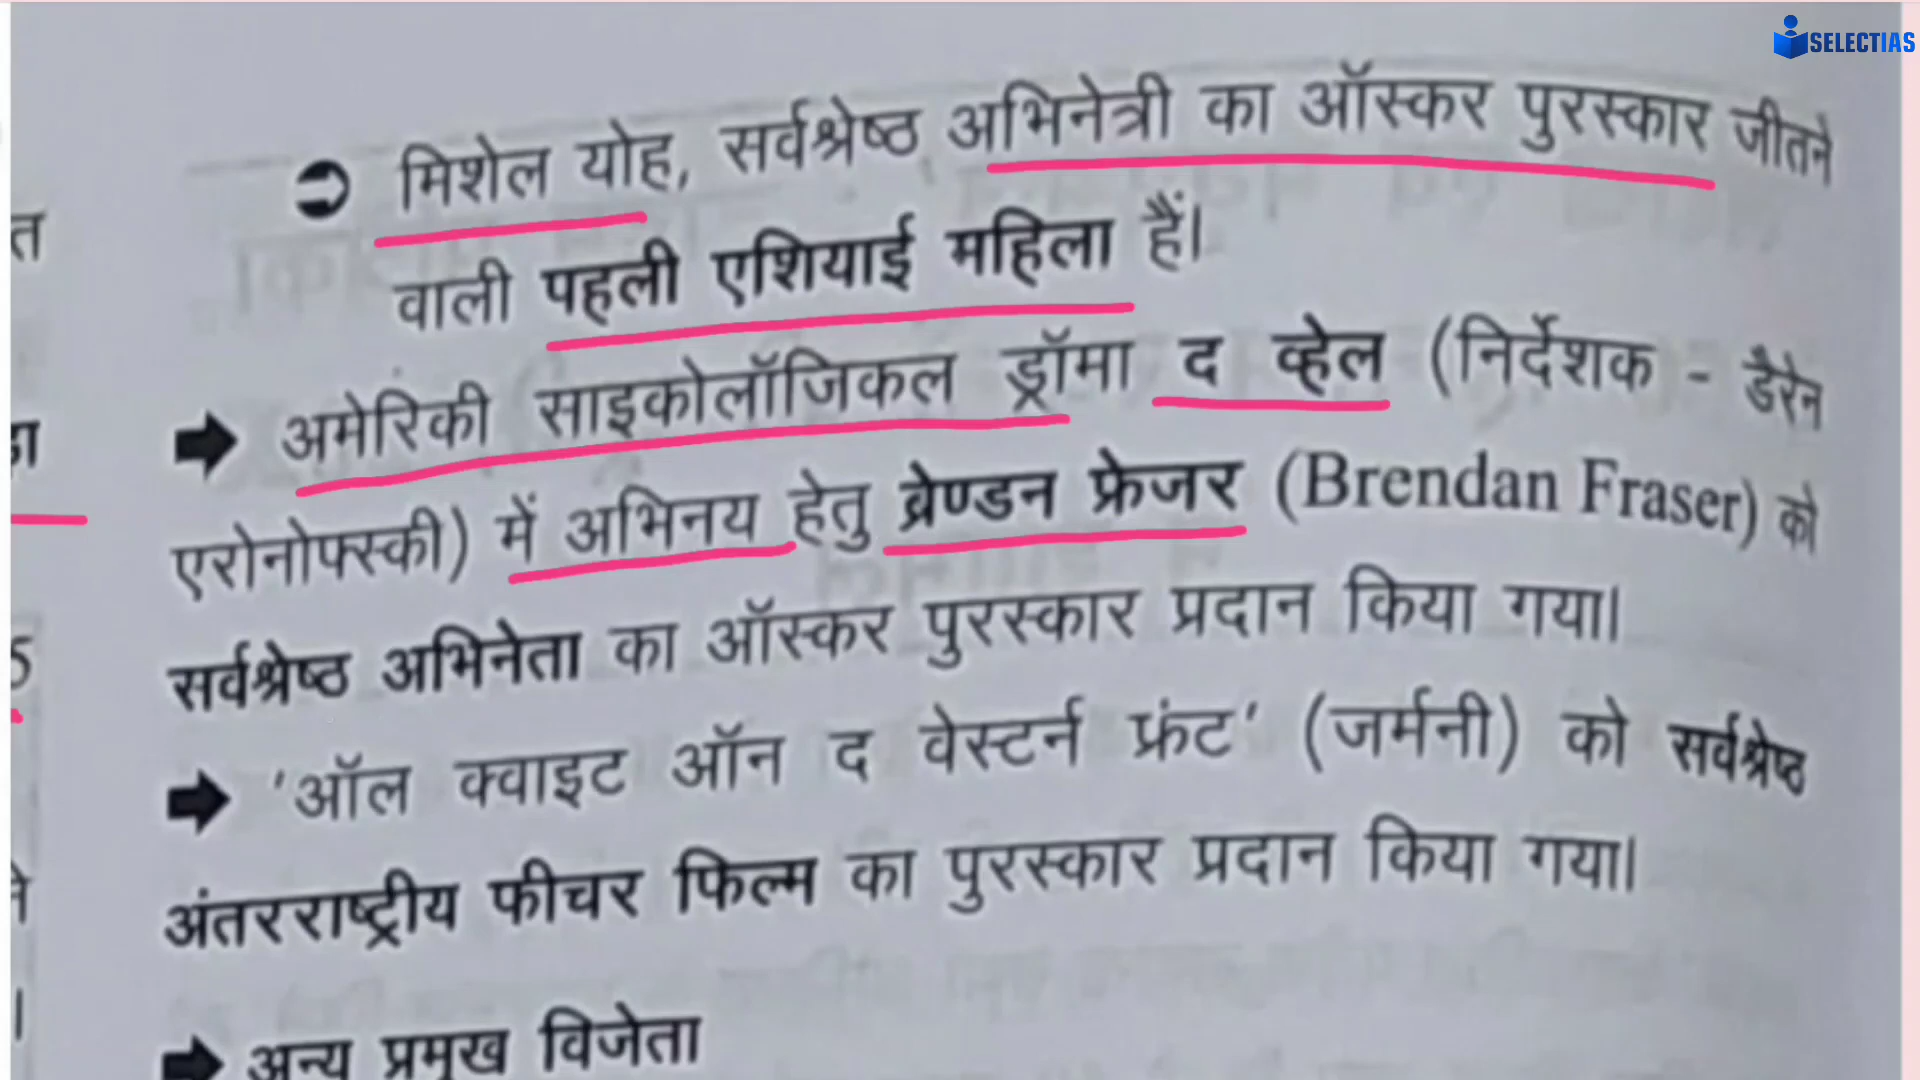 SELECTIAS
मिशेल योह, सर्वश्रेष्ठ अभिनेत्री का ऑस्कर पुरस्कार जीतने
वाली पहली एशियाई महिला हैं।
अमेरिकी साइकोलॉजिकल ड्रॉमा द व्हेल (निर्देशक - डैरेन
एरोनोफ्स्की) में अभिनय हेतु ब्रेण्डन फ्रेजर (Brendan Fraser) को
सर्वश्रेष्ठ अभिनेता का ऑस्कर पुरस्कार प्रदान किया गया।
'ऑल क्वाइट ऑन द वेस्टर्न फ्रंट' (जर्मनी) को सर्वश्रेष्ठ
अंतरराष्ट्रीय फीचर फिल्म का पुरस्कार प्रदान किया गया।
अन्य प्रमुख विजेता